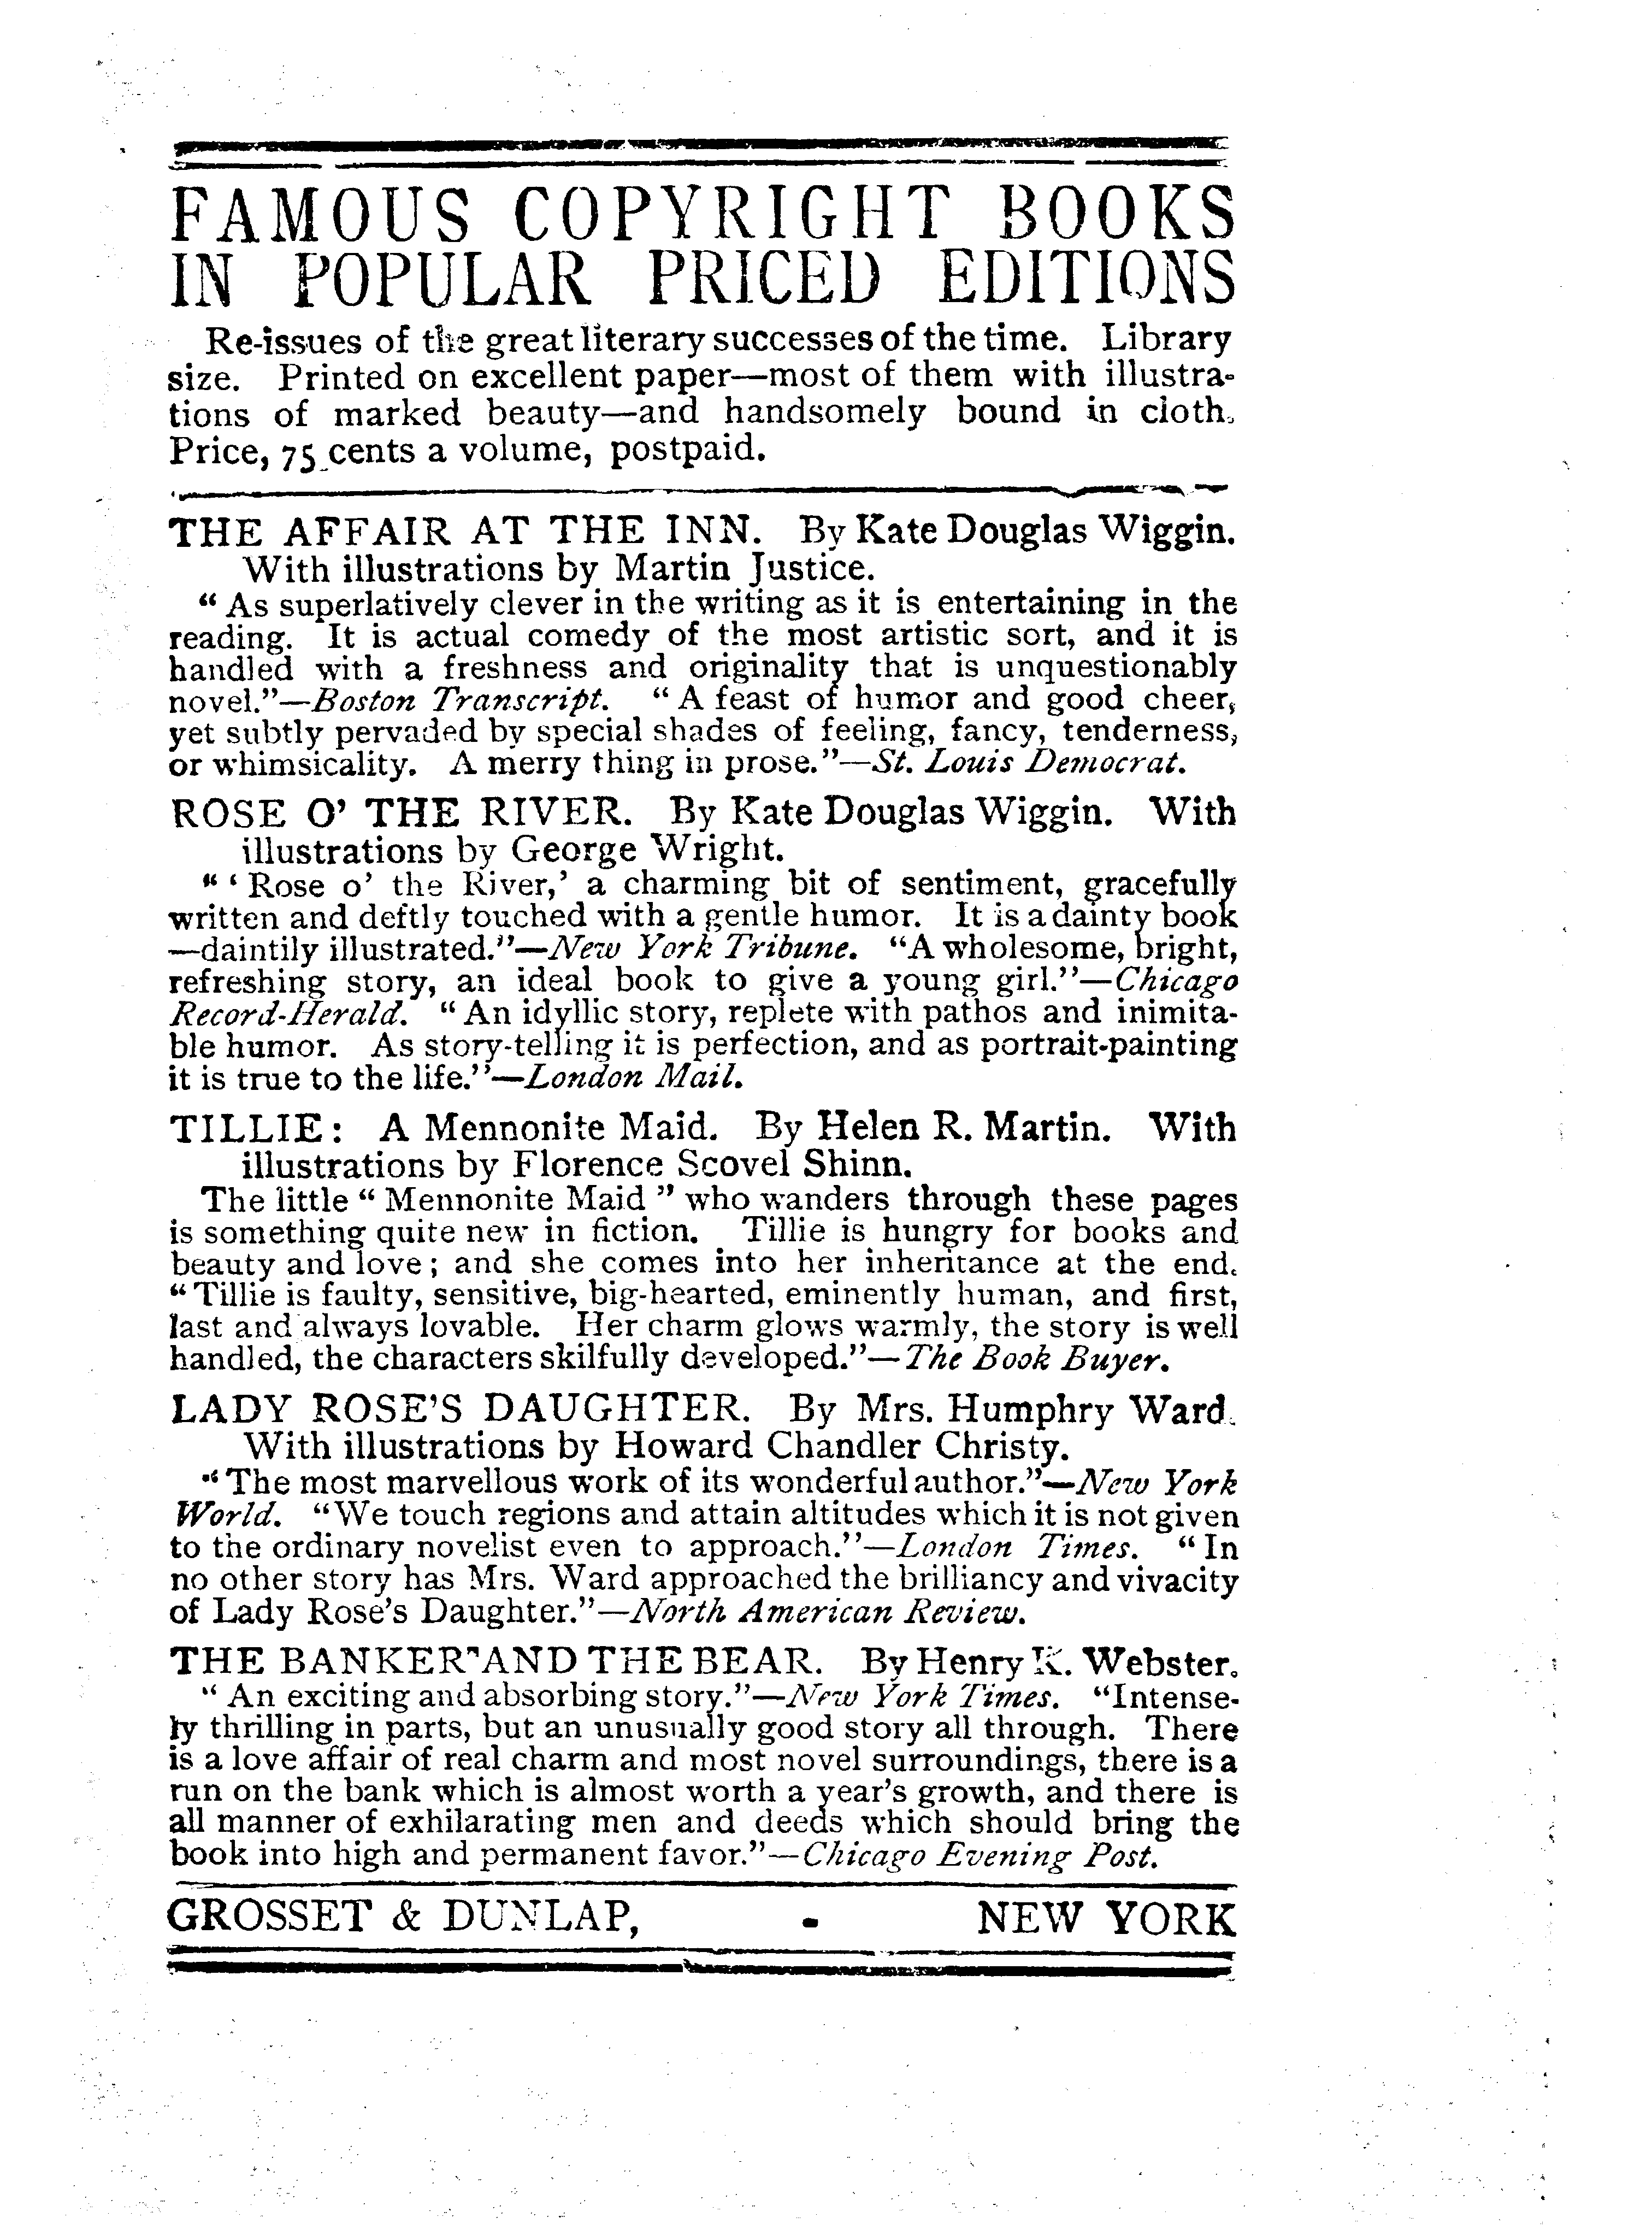 FAMOUS COPYRIGHT BOOKS
IN POPULAR PRICED EDITIONS
Re-issues of the great literary successes of the time. Library
size. Printed on excellent paper—most of them with illustra-
tions of marked beauty—and handsomely bound in cloth.
Price, 75 cents a volume, postpaid.
THE AFFAIR AT THE INN. By Kate Douglas Wiggin.
With illustrations by Martin Justice.
“ As superlatively clever in the writing as it is entertaining in the
reading. It is actual comedy of the most artistic sort, and it is
handled with a freshness and originality that is unquestionably
novel.”—Boston Transcript. “ A feast of humor and good cheer,
yet subtly pervaded by special shades of feeling, fancy, tenderness,
or whimsicality. A merry thing in prose.”—St. Louis Democrat.
ROSE O’ THE RIVER. By Kate Douglas Wiggin. With
illustrations by George Wright.
“ ‘ Rose o’ the River,’ a charming bit of sentiment, gracefully
written and deftly touched with a gentle humor. It is a dainty book
—daintily illustrated.”—New York Tribune. “A wholesome, bright,
refreshing story, an ideal book to give a young girl.”—Chicago
Record-Herald. “ An idyllic story, replete with pathos and inimita-
ble humor. As story-telling it is perfection, and as portrait-painting
it is true to the life.”—London Mail.
TILLIE: A Mennonite Maid. By Helen R. Martin. With
illustrations by Florence Scovel Shinn.
The little “ Mennonite Maid ” who wanders through these pages
is something quite new in fiction. Tillie is hungry for books and
beauty and love ; and she comes into her inheritance at the end.
“ Tillie is faulty, sensitive, big-hearted, eminently human, and first,
last and always lovable. Her charm glows warmly, the story is well
handled, the characters skilfully developed.”—The Book Buyer.
LADY ROSE’S DAUGHTER. By Mrs. Humphry Ward.
With illustrations by Howard Chandler Christy.
“ The most marvellous work of its wonderful author.”—New York
World. “We touch regions and attain altitudes which it is not given
to the ordinary novelist even to approach.”—London Times. “ In
no other story has Mrs. Ward approached the brilliancy and vivacity
of Lady Rose’s Daughter.”—North American Review.
THE BANKER AND THE BEAR. By Henry K. Webster.
“ An exciting and absorbing story.”—New York Times. “Intense-
ly thrilling in parts, but an unusually good story all through. There
is a love affair of real charm and most novel surroundings, there is a
run on the bank which is almost worth a year’s growth, and there is
all manner of exhilarating men and deeds which should bring the
book into high and permanent favor.”—Chicago Evening Post.
GROSSET & DUNLAP, - NEW YORK